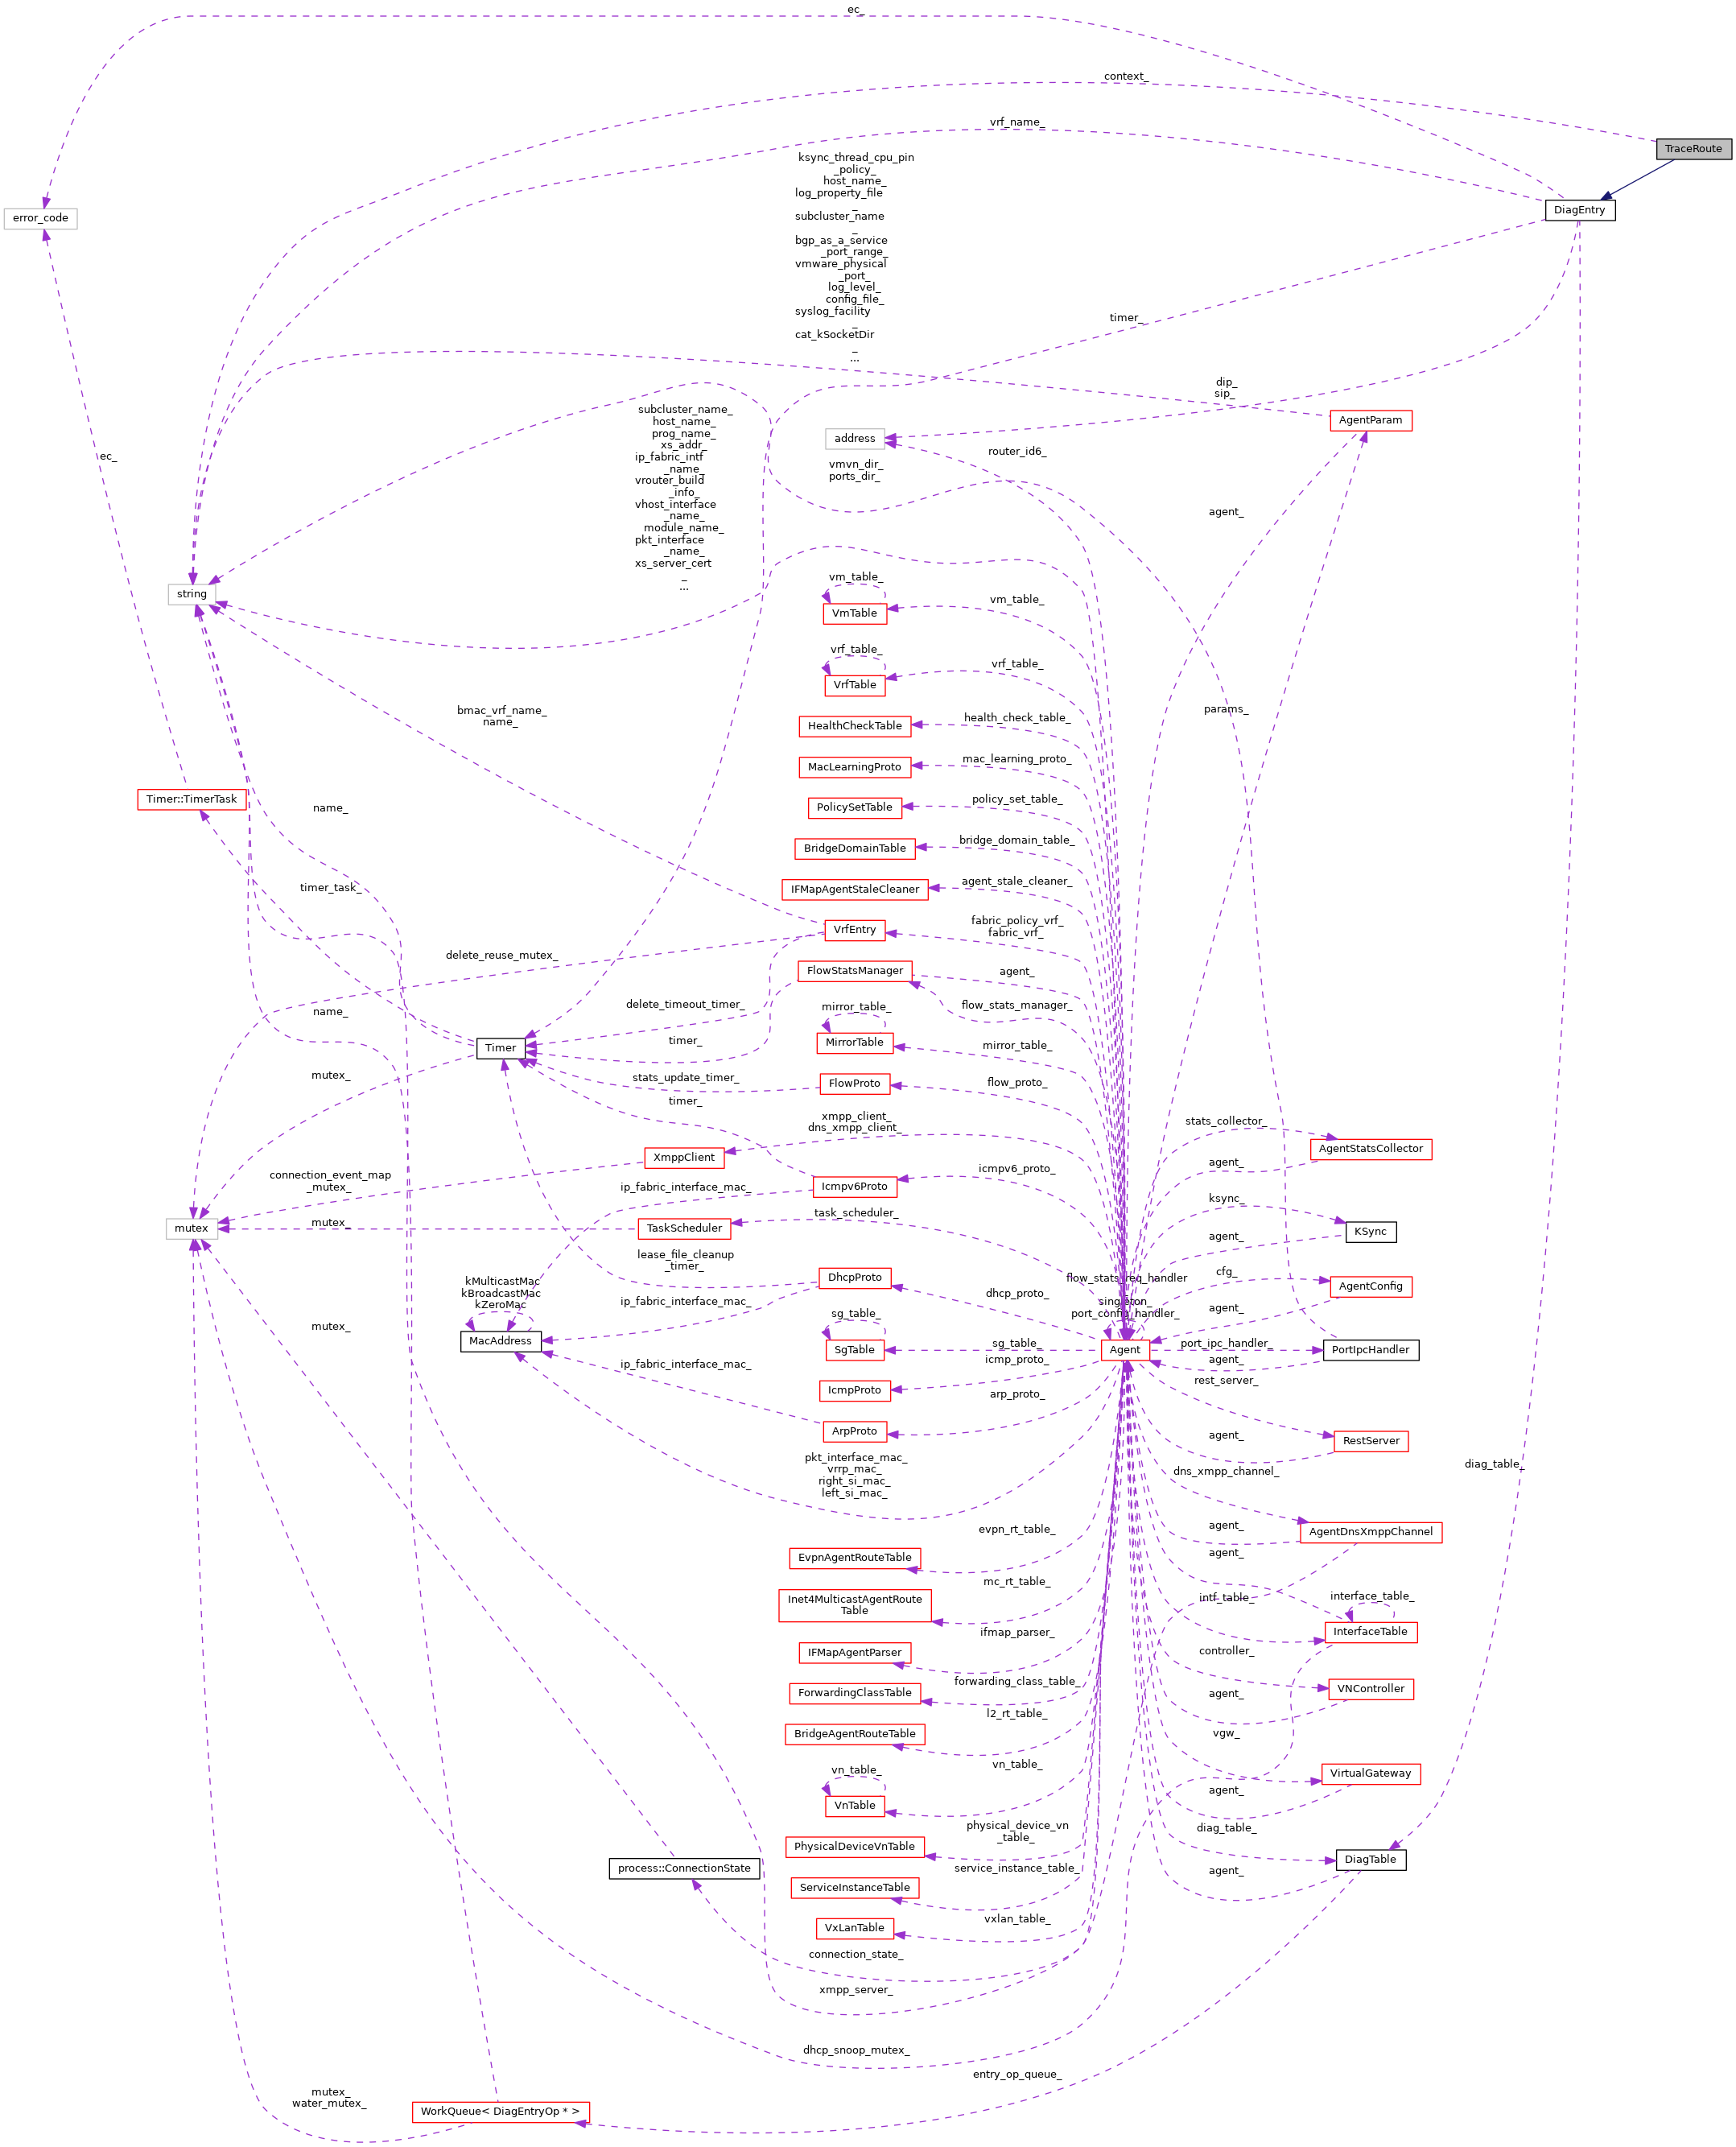 ec_
context_
TraceRoute
vrf_name_
ksync_thread_cpu_pin
_policy_
host_name_
log_property_file
_
subcluster_name
_
bgp_as_a_service
_port_range_
vmware_physical
_port_
log_level_
config_file_
syslog_facility
_
cat_kSocketDir
_
...
DiagEntry
error_code
timer_
dip_
sip_
AgentParam
address
router_id6_
vmvn_dir_
ports_dir_
subcluster_name_
host_name_
prog_name_
xs_addr_
ip_fabric_intf
_name_
vrouter_build
_info_
vhost_interface
_name_
module_name_
pkt_interface
_name_
xs_server_cert
_
...
ec_
agent_
string
vm_table_
VmTable
vm_table_
vrf_table_
VrfTable
vrf_table_
bmac_vrf_name_
name_
params_
HealthCheckTable
health_check_table_
MacLearningProto
mac_learning_proto_
Timer::TimerTask
name_
PolicySetTable
policy_set_table_
BridgeDomainTable
bridge_domain_table_
timer_task_
IFMapAgentStaleCleaner
agent_stale_cleaner_
VrfEntry
fabric_policy_vrf_
fabric_vrf_
delete_reuse_mutex_
FlowStatsManager
agent_
name_
delete_timeout_timer_
mirror_table_
flow_stats_manager_
Timer
timer_
MirrorTable
mirror_table_
mutex_
stats_update_timer_
FlowProto
flow_proto_
timer_
xmpp_client_
dns_xmpp_client_
stats_collector_
AgentStatsCollector
XmppClient
agent_
connection_event_map
_mutex_
ip_fabric_interface_mac_
Icmpv6Proto
icmpv6_proto_
ksync_
mutex
mutex_
TaskScheduler
task_scheduler_
KSync
agent_
lease_file_cleanup
_timer_
DhcpProto
dhcp_proto_
flow_stats_req_handler
_
singleton_
port_config_handler_
cfg_
AgentConfig
kMulticastMac
kBroadcastMac
kZeroMac
ip_fabric_interface_mac_
agent_
mutex_
MacAddress
sg_table_
SgTable
sg_table_
Agent
port_ipc_handler_
PortIpcHandler
ip_fabric_interface_mac_
icmp_proto_
agent_
IcmpProto
arp_proto_
rest_server_
ArpProto
agent_
RestServer
pkt_interface_mac_
vrrp_mac_
right_si_mac_
left_si_mac_
dns_xmpp_channel_
diag_table_
evpn_rt_table_
agent_
AgentDnsXmppChannel
EvpnAgentRouteTable
agent_
mc_rt_table_
Inet4MulticastAgentRoute
Table
intf_table_
interface_table_
ifmap_parser_
InterfaceTable
IFMapAgentParser
controller_
forwarding_class_table_
ForwardingClassTable
agent_
VNController
l2_rt_table_
BridgeAgentRouteTable
vgw_
vn_table_
vn_table_
VirtualGateway
VnTable
agent_
physical_device_vn
_table_
diag_table_
PhysicalDeviceVnTable
process::ConnectionState
service_instance_table_
agent_
DiagTable
ServiceInstanceTable
VxLanTable
vxlan_table_
connection_state_
xmpp_server_
dhcp_snoop_mutex_
entry_op_queue_
mutex_
water_mutex_
WorkQueue< DiagEntryOp * >